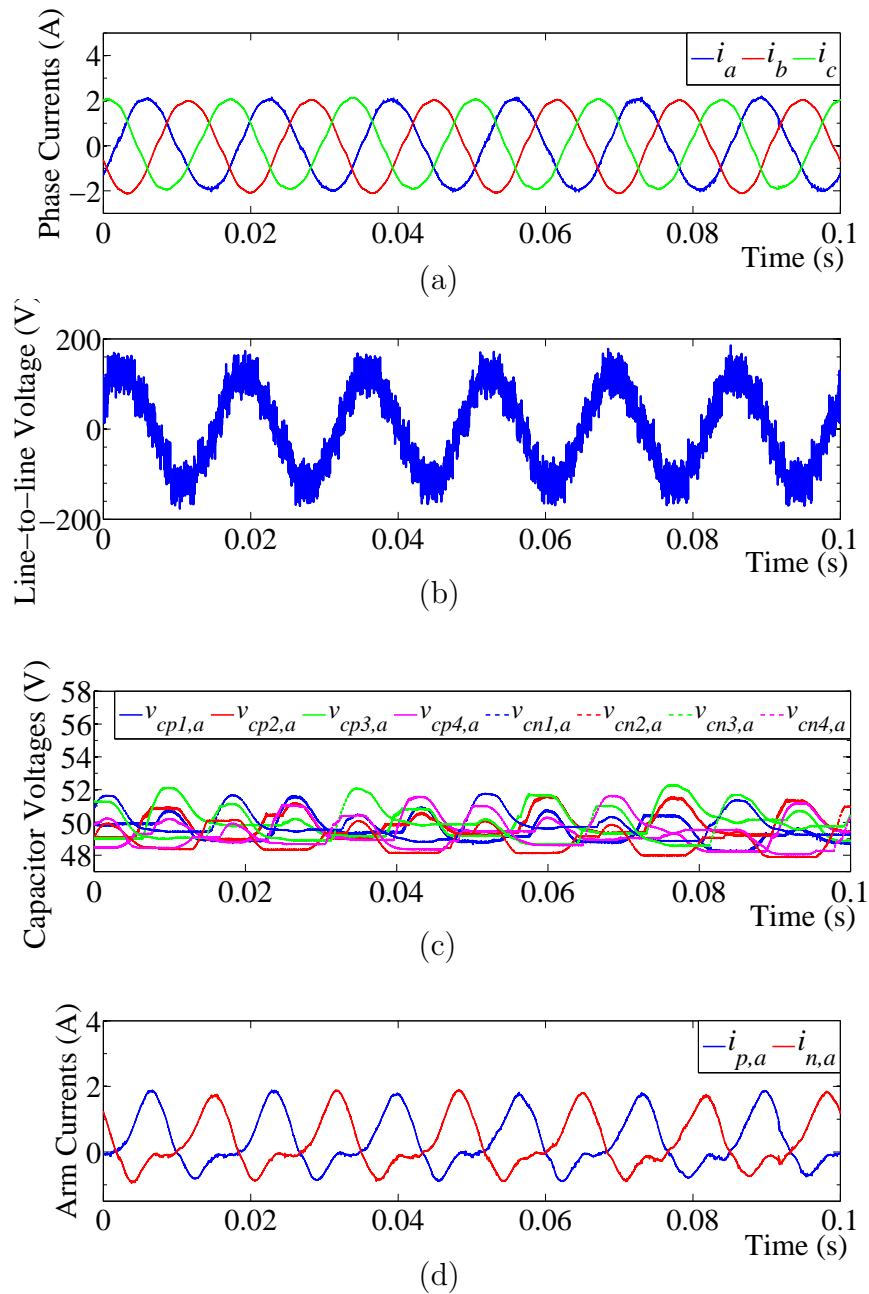 Phase Currents (A)
4
2
0
−2
i_a i_b i_c
0 0.02 0.04 0.06 0.08 0.1
Time (s)
(a)
Line−to−line Voltage (V)
200
0
−200
0 0.02 0.04 0.06 0.08 0.1
Time (s)
(b)
Capacitor Voltages (V)
58
56
54
52
50
48
v_cp1,a v_cp2,a v_cp3,a v_cp4,a v_cn1,a v_cn2,a v_cn3,a v_cn4,a
0 0.02 0.04 0.06 0.08 0.1
Time (s)
(c)
Arm Currents (A)
4
2
0
i_p,a i_n,a
0 0.02 0.04 0.06 0.08 0.1
Time (s)
(d)